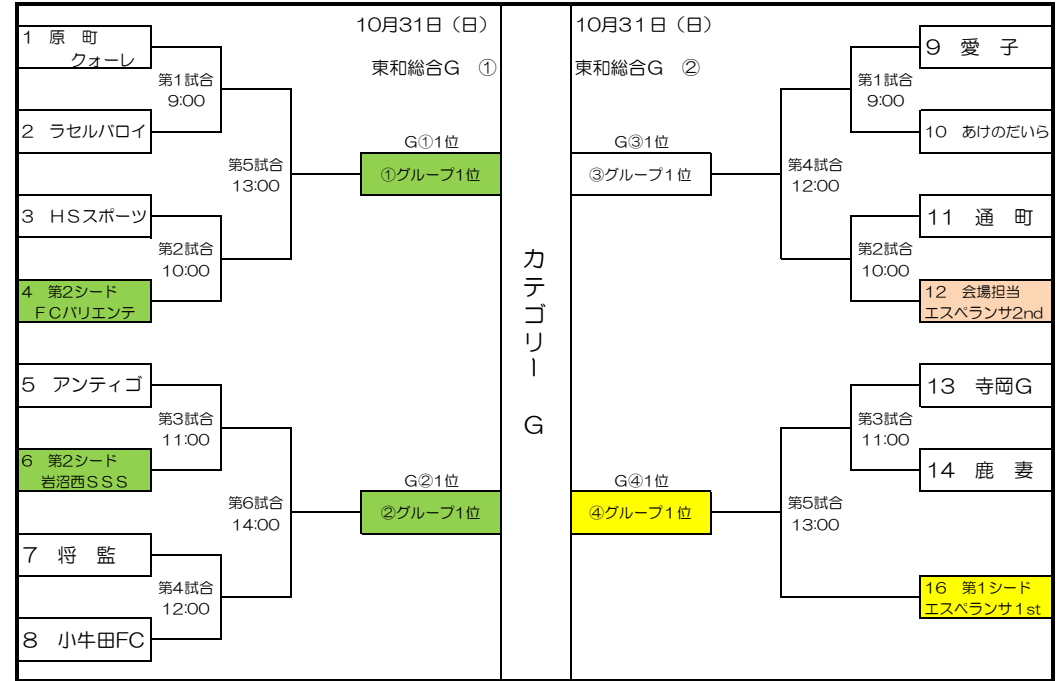 10月31日（日）
東和総合G　①
1　原　町
クォーレ
第1試合
9:00
2　ラセルバロイ
G①1位
①グループ1位
第5試合
13:00
3　HSスポーツ
第2試合
10:00
4　第2シード
FCバリエンテ
5　アンティゴ
第3試合
11:00
6　第2シード
岩沼西SSS
G②1位
②グループ1位
第6試合
14:00
7　将　監
第4試合
12:00
8　小牛田FC
カテゴリー　G
10月31日（日）
東和総合G　②
9　愛　子
第1試合
9:00
10　あけのだいら
G③1位
③グループ1位
第4試合
12:00
11　通　町
第2試合
10:00
12　会場担当
エスペランサ2nd
13　寺岡G
第3試合
11:00
14　鹿　妻
G④1位
④グループ1位
第5試合
13:00
16　第1シード
エスペランサ1st